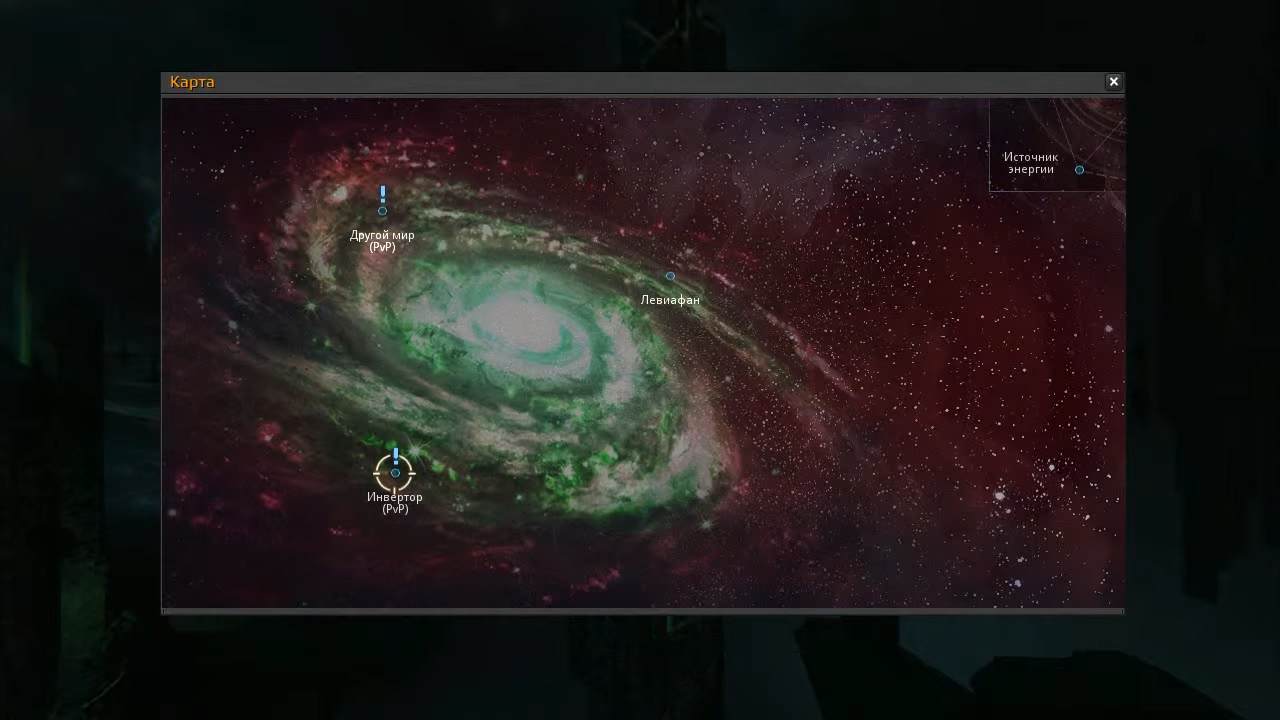 Карта
Источник
энергии
Другой мир
(PvP)
Левиафан
Инвертор
(PvP)